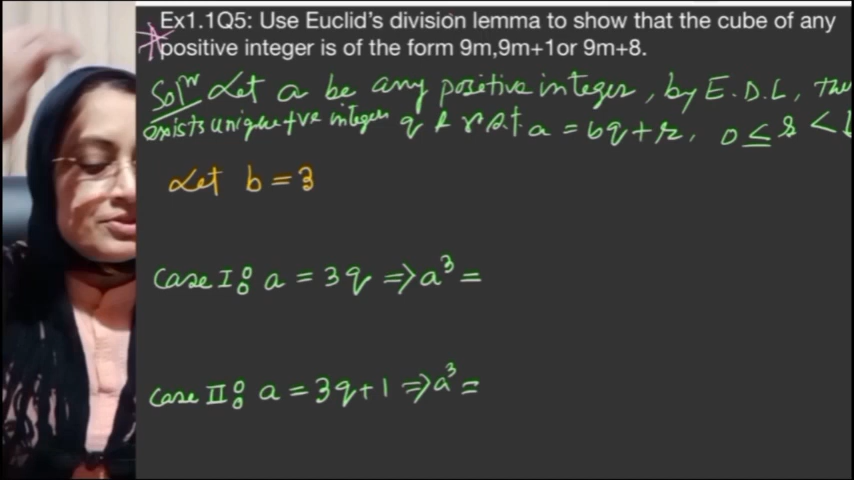 Ex1.1Q5: Use Euclid's division lemma to show that the cube of any
positive integer is of the form 9m,9m+1or 9m+8.
Solⁿ Let a be any positive integer, by E.D.L, the
exists unique +ve integer q & r s.t a = bq + r, 0 ≤ r <
Let b = 3
Case I: a = 3q ⇒ a³ =
Case II: a = 3q + 1 ⇒ a³ =